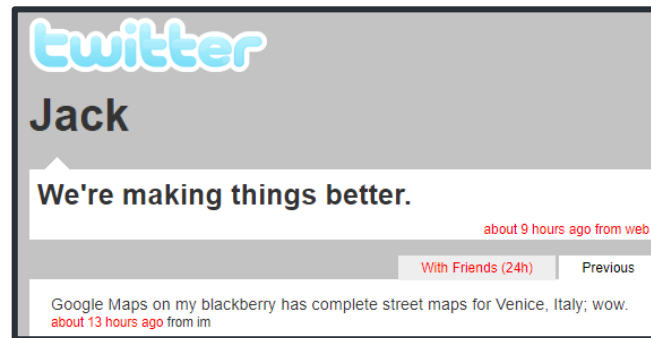 twitter
Jack
We're making things better.
about 9 hours ago from web
With Friends (24h) Previous
Google Maps on my blackberry has complete street maps for Venice, Italy; wow.
about 13 hours ago from im